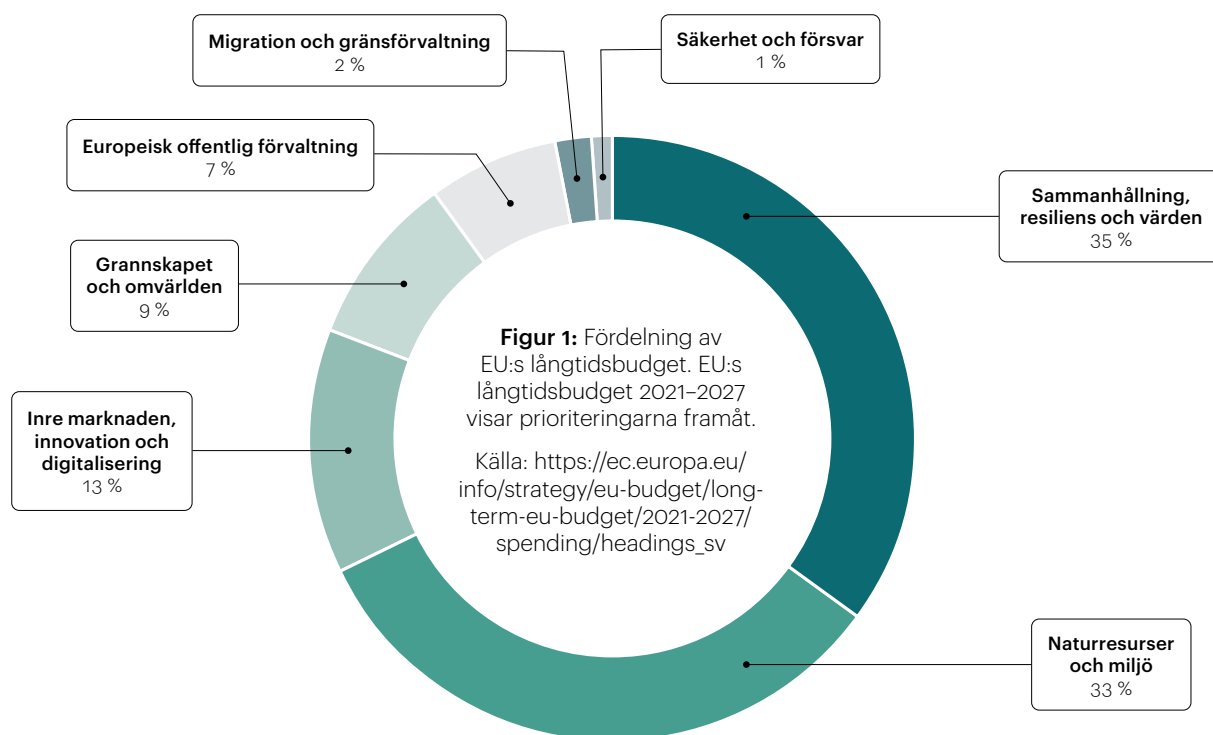 Migration och gränsförvaltning
2 %
Säkerhet och försvar
1 %
Europeisk offentlig förvaltning
7 %
Sammanhållning,
resiliens och värden
35 %
Grannskapet
och omvärlden
9 %
Figur 1: Fördelning av
EU:s långtidsbudget. EU:s
långtidsbudget 2021–2027
visar prioriteringarna framåt.
Källa: https://ec.europa.eu/
info/strategy/eu-budget/long-
term-eu-budget/2021-2027/
spending/headings_sv
Inre marknaden,
innovation och
digitalisering
13 %
Naturresurser
och miljö
33 %